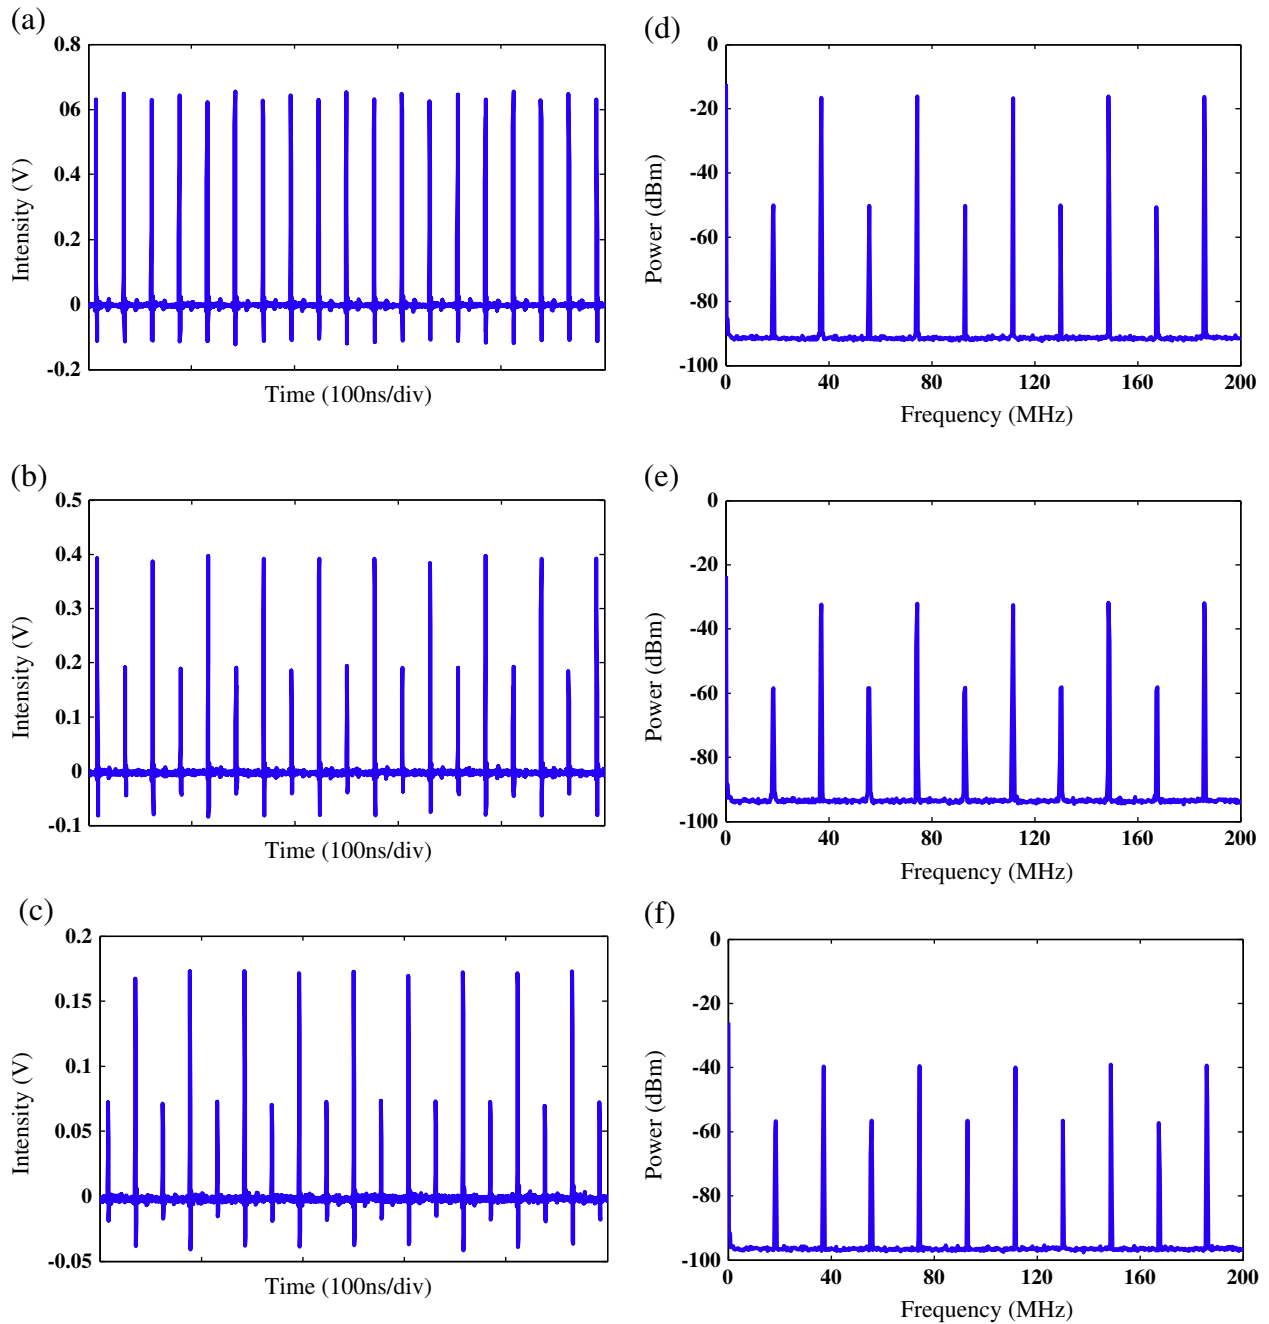 (a)
0.8
06
0.4
0.2
0
-0.2
Intensity (V)
Time (100ns/div)
(d)
0
-20
-40
-60
-80
-100
0 40 80 120 160 200
Power (dBm)
Frequency (MHz)
(b)
0.5
0.4
0.3
0.2
0.1
0
-0.1
Intensity (V)
Time (100ns/div)
(e)
0
-20
-40
-60
-80
-100
0 40 80 120 160 200
Power (dBm)
Frequency (MHz)
(c)
0.2
0.15
0.1
0.05
0
-0.05
Intensity (V)
Time (100ns/div)
(f)
0
-20
-40
-60
-80
-100
0 40 80 120 160 200
Power (dBm)
Frequency (MHz)